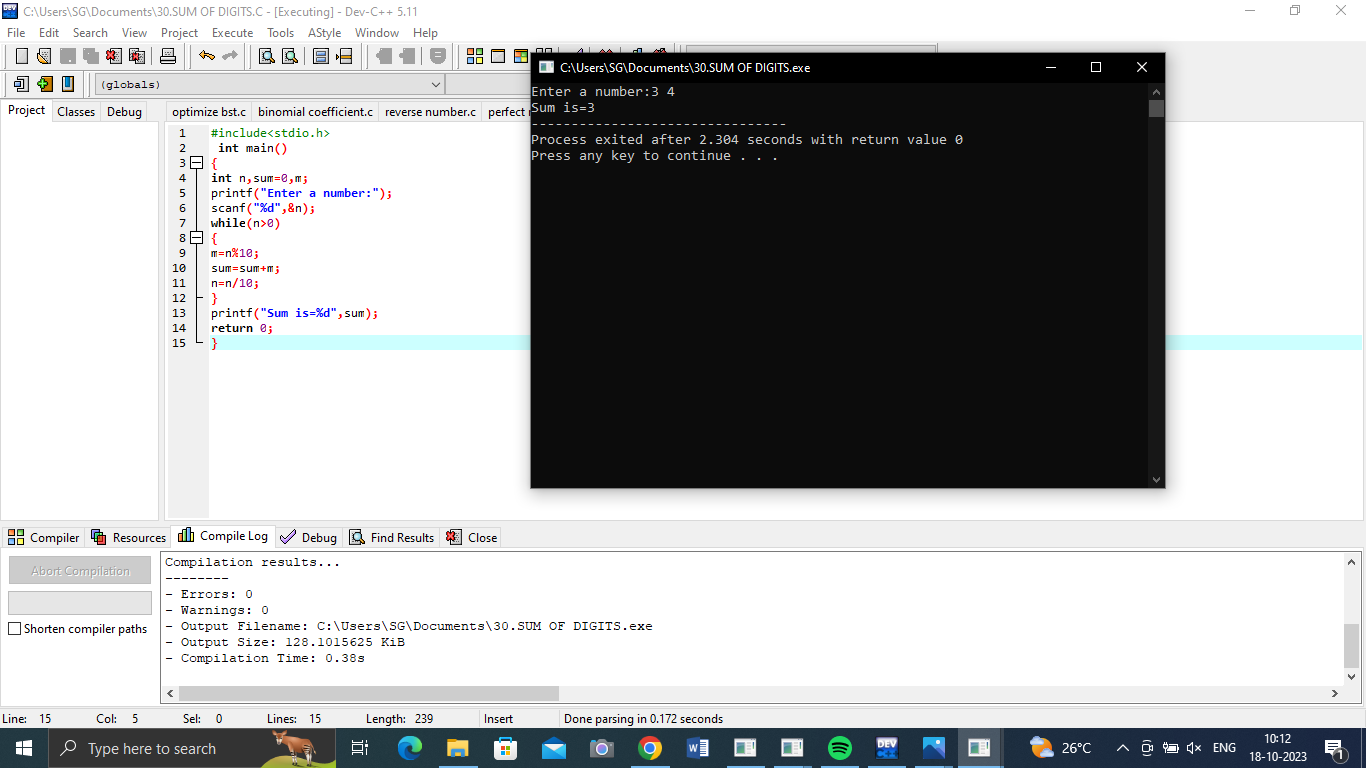 C:\Users\SG\Documents\30.SUM OF DIGITS.C - [Executing] - Dev-C++ 5.11
File Edit Search View Project Execute Tools AStyle Window Help
(globals)
Project Classes Debug
optimize bst.c binomial coefficient.c reverse number.c perfect
1 #include<stdio.h>
2 int main()
3 {
4 int n,sum=0,m;
5 printf("Enter a number:");
6 scanf("%d",&n);
7 while(n>0)
8 {
9 m=n%10;
10 sum=sum+m;
11 n=n/10;
12 }
13 printf("Sum is=%d",sum);
14 return 0;
15 }
C:\Users\SG\Documents\30.SUM OF DIGITS.exe
Enter a number:3 4
Sum is=3
--------------------------------
Process exited after 2.304 seconds with return value 0
Press any key to continue . . .
Compiler Resources Compile Log Debug Find Results Close
Abort Compilation
Shorten compiler paths
Compilation results...
--------
- Errors: 0
- Warnings: 0
- Output Filename: C:\Users\SG\Documents\30.SUM OF DIGITS.exe
- Output Size: 128.1015625 KiB
- Compilation Time: 0.38s
Line: 15 Col: 5 Sel: 0 Lines: 15 Length: 239 Insert Done parsing in 0.172 seconds
Type here to search
DEV
26°C
ENG
10:12
18-10-2023
1